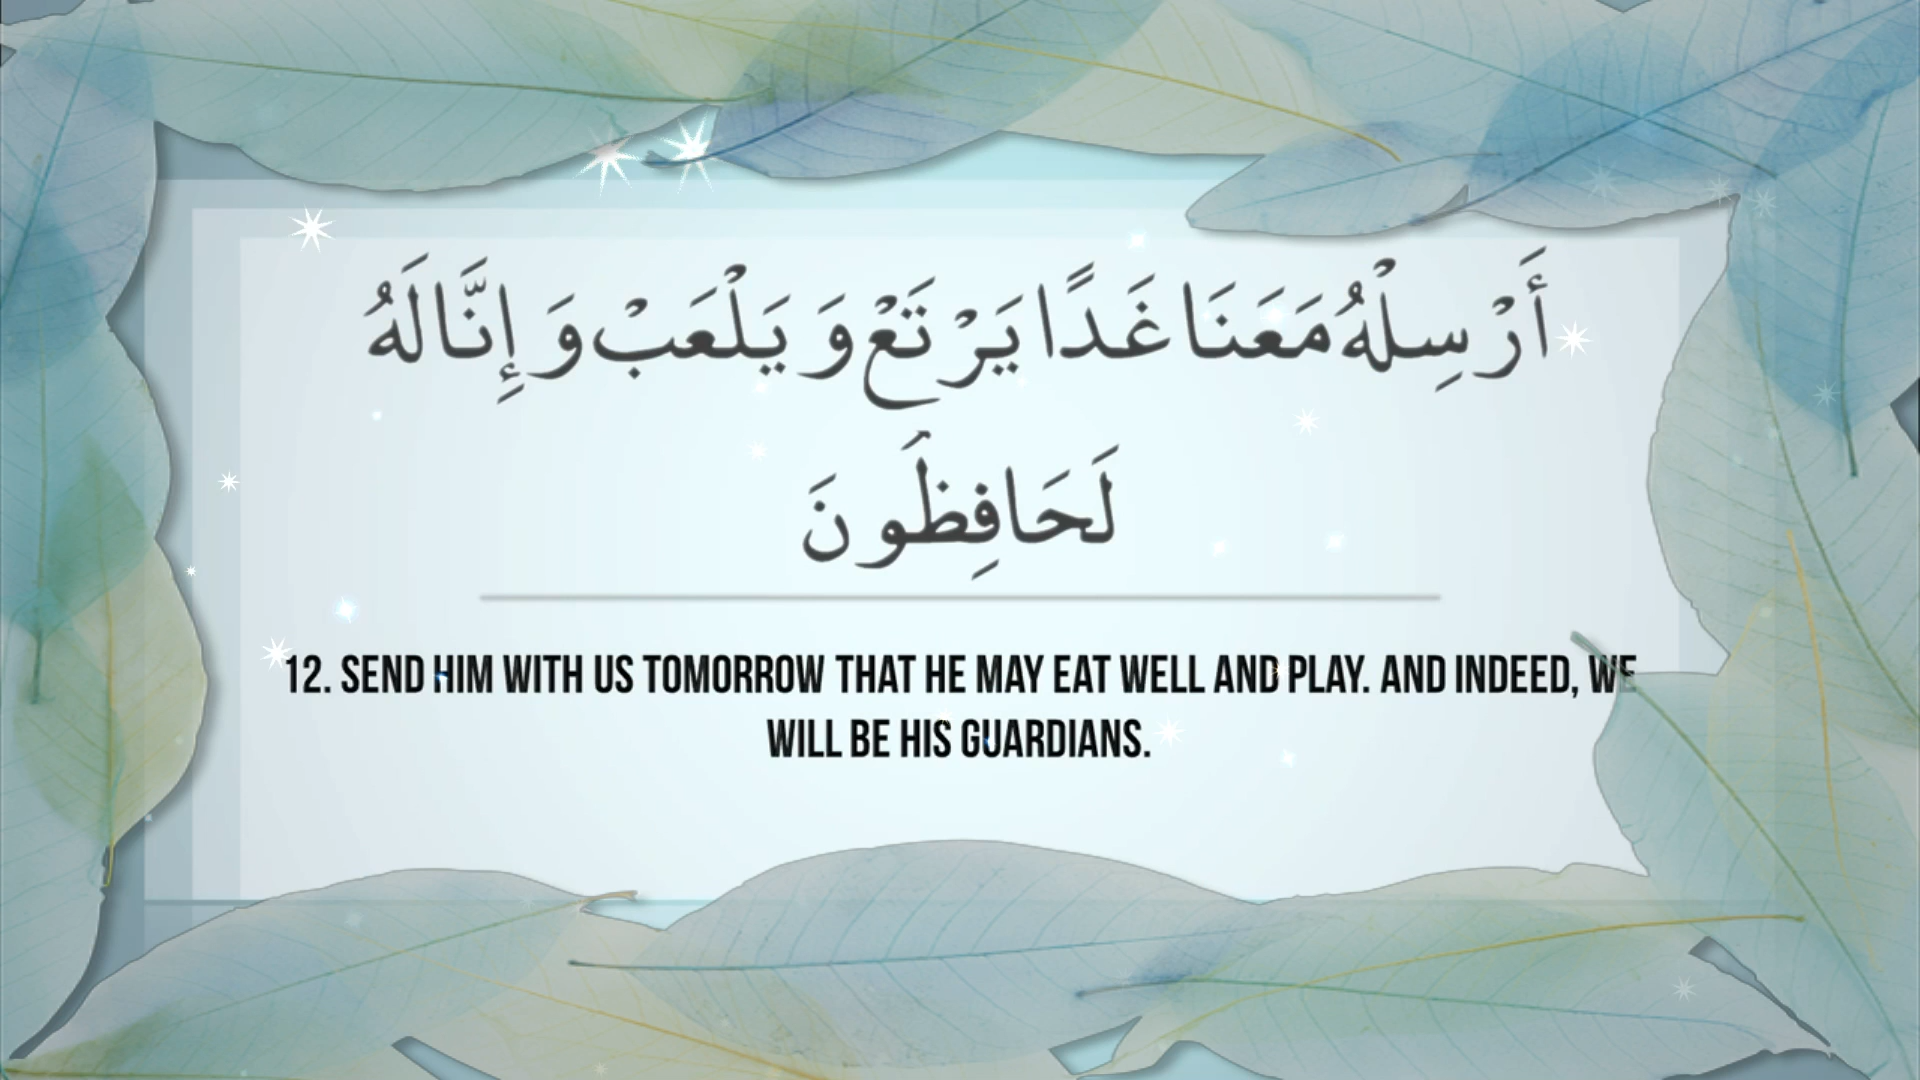 أَرْسِلْهُ مَعَنَا غَدًا يَرْتَعْ وَيَلْعَبْ وَإِنَّا لَهُ
لَحَافِظُونَ
12. SEND HIM WITH US TOMORROW THAT HE MAY EAT WELL AND PLAY. AND INDEED, WE
WILL BE HIS GUARDIANS.